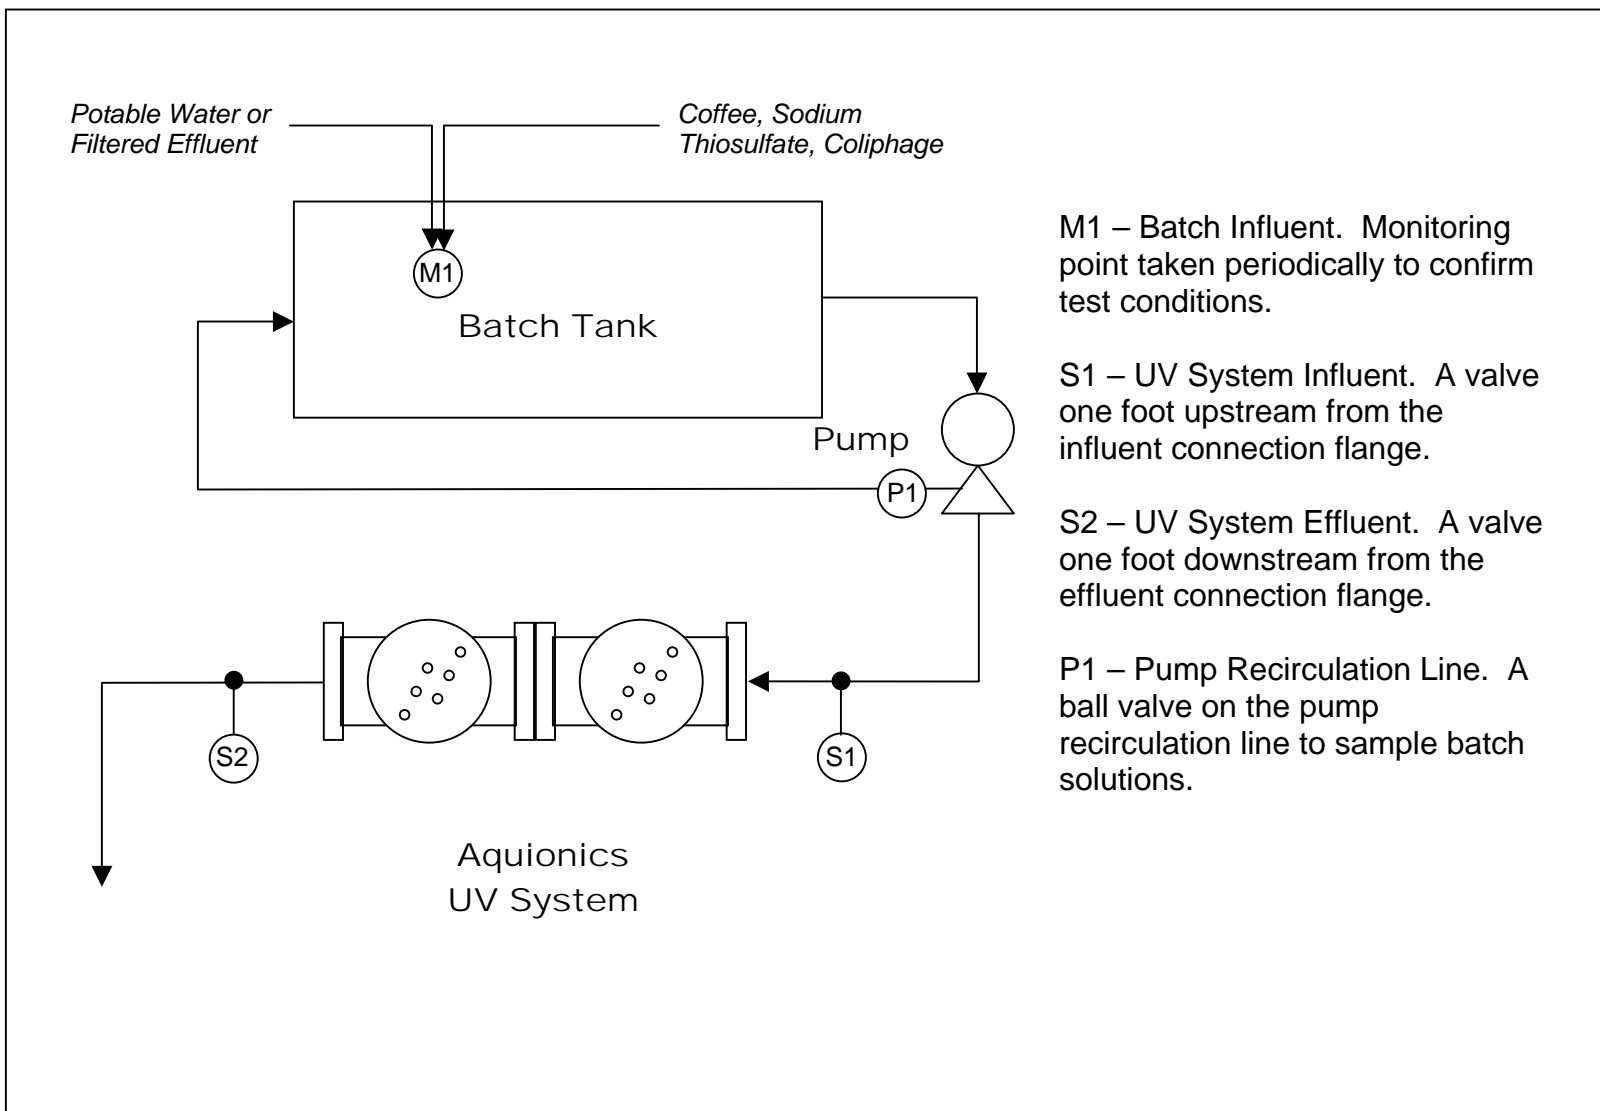 Potable Water or
Filtered Effluent
Coffee, Sodium
Thiosulfate, Coliphage
M1
Batch Tank
Pump
P1
S2
S1
Aquionics
UV System
M1 – Batch Influent.  Monitoring
point taken periodically to confirm
test conditions.
S1 – UV System Influent.  A valve
one foot upstream from the
influent connection flange.
S2 – UV System Effluent.  A valve
one foot downstream from the
effluent connection flange.
P1 – Pump Recirculation Line.  A
ball valve on the pump
recirculation line to sample batch
solutions.